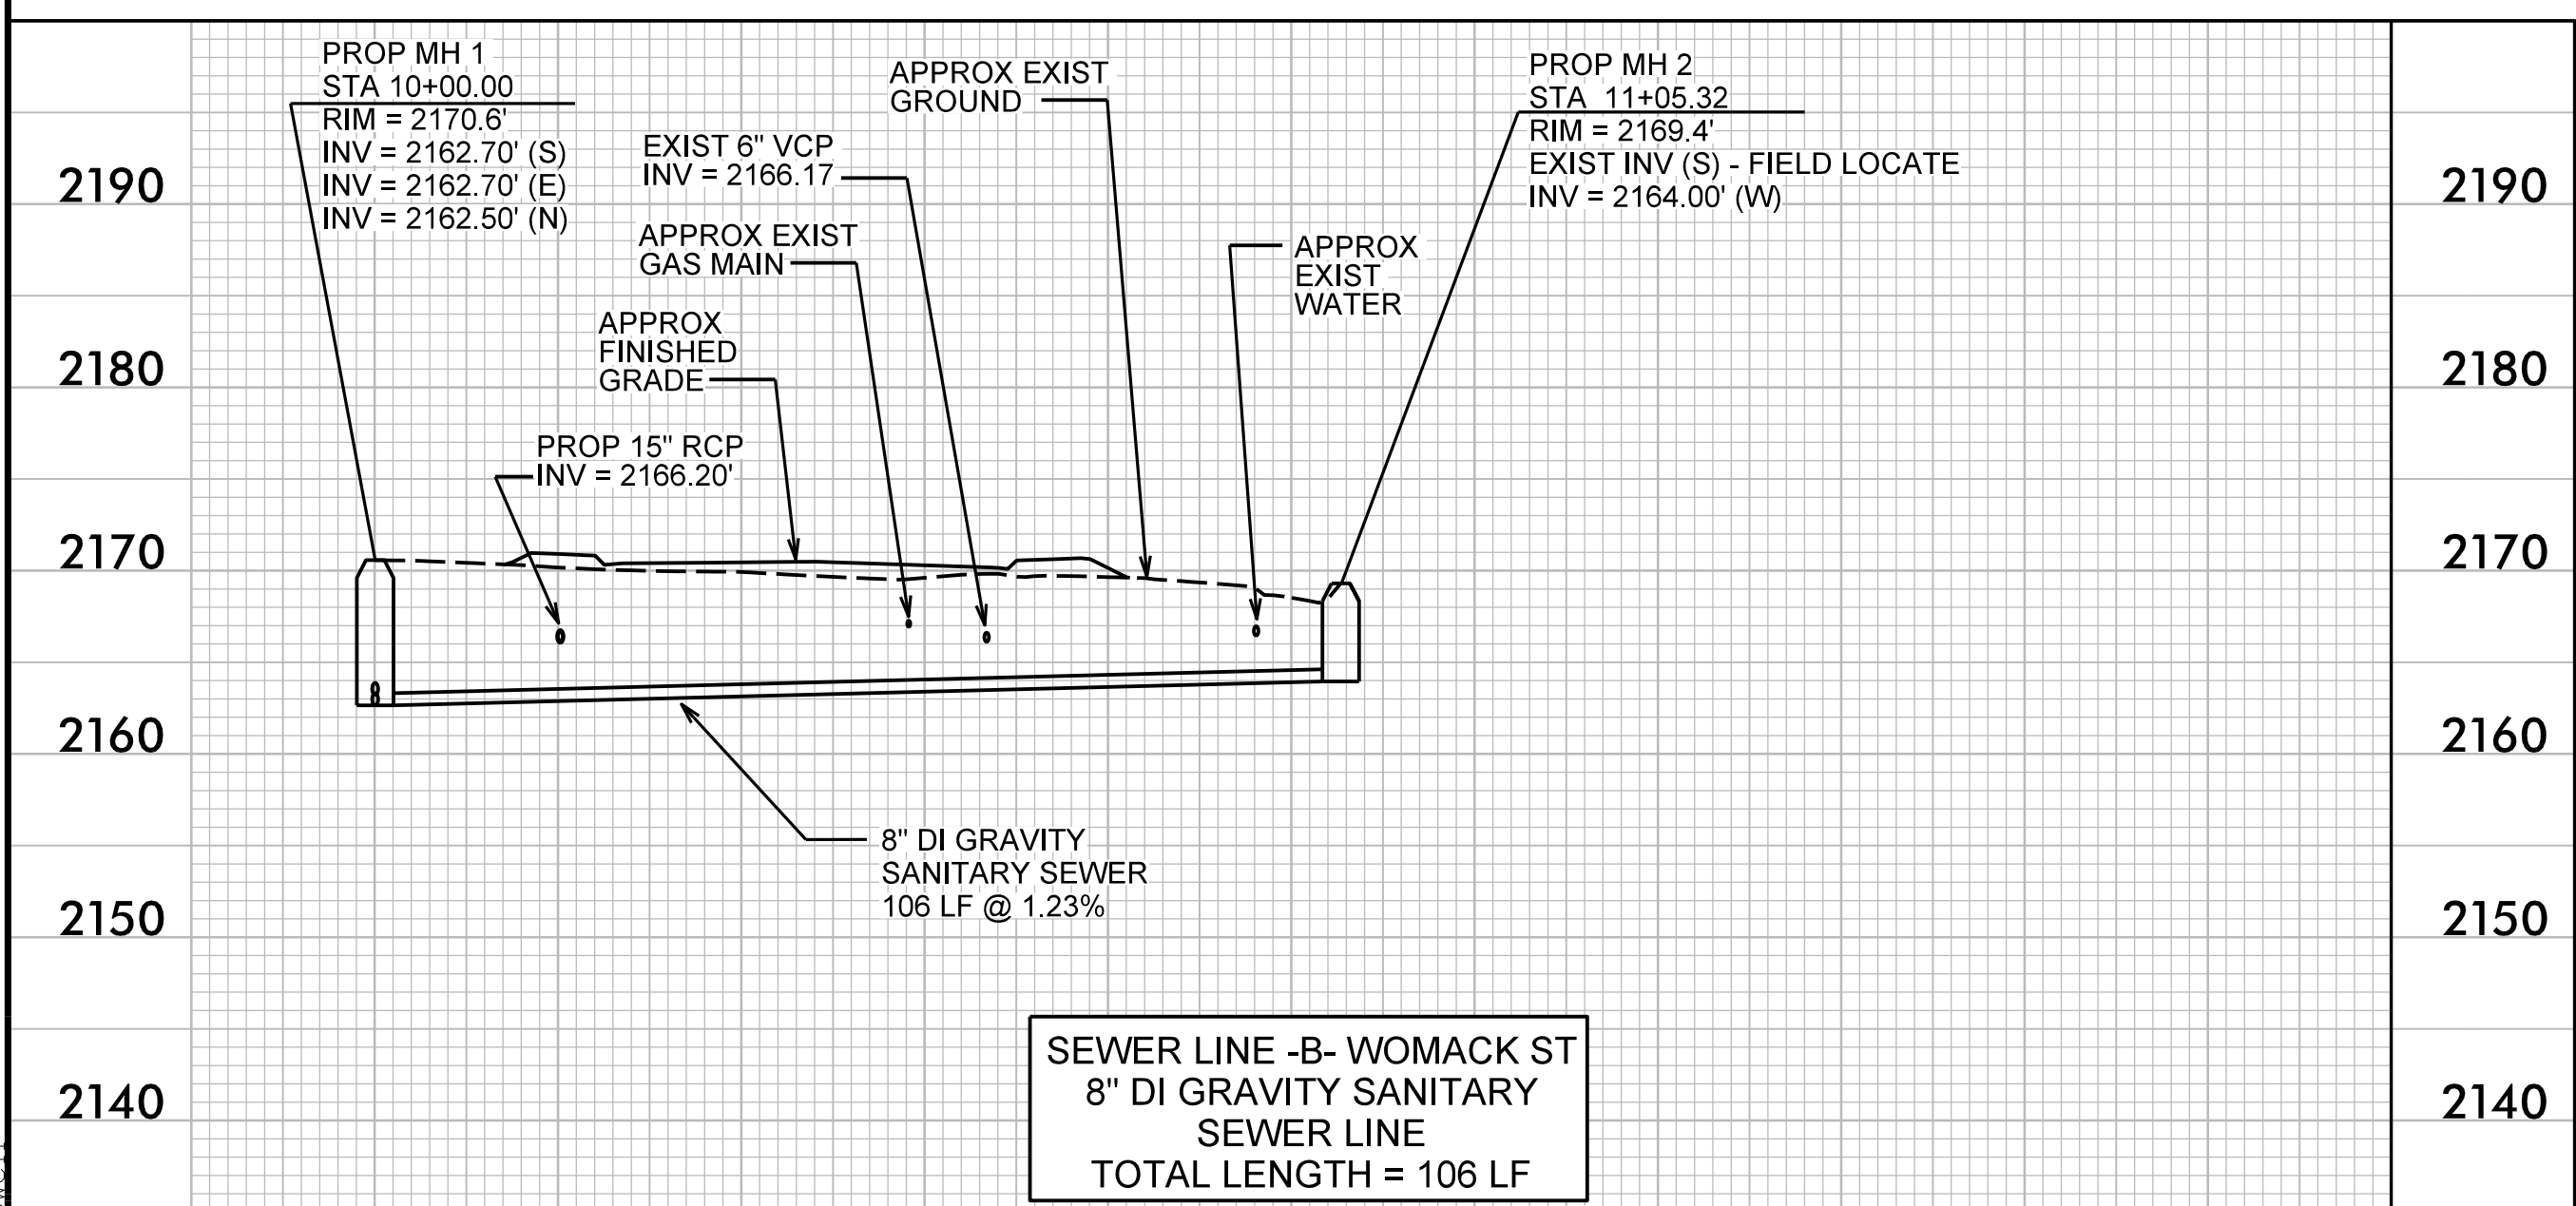 PROP MH 1
STA 10+00.00
RIM = 2170.6'
INV = 2162.70' (S)
INV = 2162.70' (E)
INV = 2162.50' (N)
APPROX EXIST
GROUND
EXIST 6" VCP
INV = 2166.17
APPROX EXIST
GAS MAIN
APPROX
FINISHED
GRADE
PROP 15" RCP
INV = 2166.20'
PROP MH 2
STA 11+05.32
RIM = 2169.4'
EXIST INV (S) - FIELD LOCATE
INV = 2164.00' (W)
APPROX
EXIST
WATER
2190
2180
2170
2160
2150
2140
2190
2180
2170
2160
2150
2140
8" DI GRAVITY
SANITARY SEWER
106 LF @ 1.23%
SEWER LINE -B- WOMACK ST
8" DI GRAVITY SANITARY
SEWER LINE
TOTAL LENGTH = 106 LF